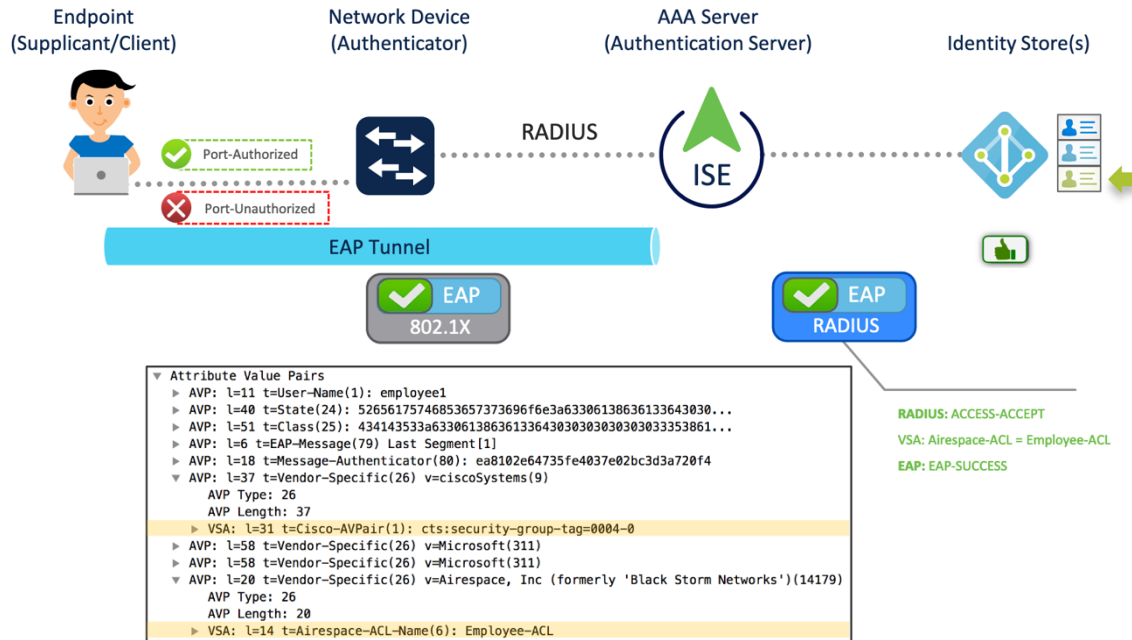 Endpoint
(Supplicant/Client)
Network Device
(Authenticator)
AAA Server
(Authentication Server)
Identity Store(s)
Port-Authorized
RADIUS
ISE
Port-Unauthorized
EAP Tunnel
EAP
802.1X
EAP
RADIUS
Attribute Value Pairs
AVP: l=11 t=User-Name(1): employee1
AVP: l=40 t=State(24): 52656175746853657373696f6e3a63306138636133643030...
AVP: l=51 t=Class(25): 434143533a633061386361336430303030303030333353861...
AVP: l=6 t=EAP-Message(79) Last Segment[1]
AVP: l=18 t=Message-Authenticator(80): ea8102e64735fe4037e02bc3d3a720f4
AVP: l=37 t=Vendor-Specific(26) v=ciscoSystems(9)
AVP Type: 26
AVP Length: 37
VSA: l=31 t=Cisco-AVPair(1): cts:security-group-tag=0004-0
AVP: l=58 t=Vendor-Specific(26) v=Microsoft(311)
AVP: l=58 t=Vendor-Specific(26) v=Microsoft(311)
AVP: l=20 t=Vendor-Specific(26) v=Airespace, Inc (formerly 'Black Storm Networks')(14179)
AVP Type: 26
AVP Length: 20
VSA: l=14 t=Airespace-ACL-Name(6): Employee-ACL
RADIUS: ACCESS-ACCEPT
VSA: Airespace-ACL = Employee-ACL
EAP: EAP-SUCCESS